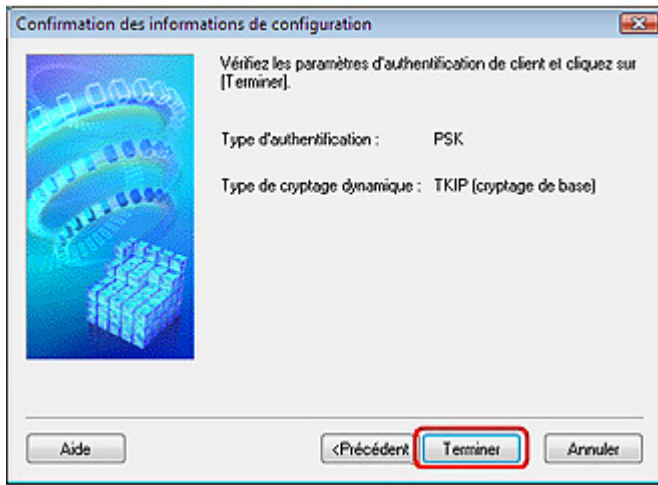 Confirmation des informations de configuration
Vérifiez les paramètres d'authentification de client et cliquez sur
[Terminer].
Type d'authentification : PSK
Type de cryptage dynamique : TKIP (cryptage de base)
Aide
<Précédent
Terminer
Annuler